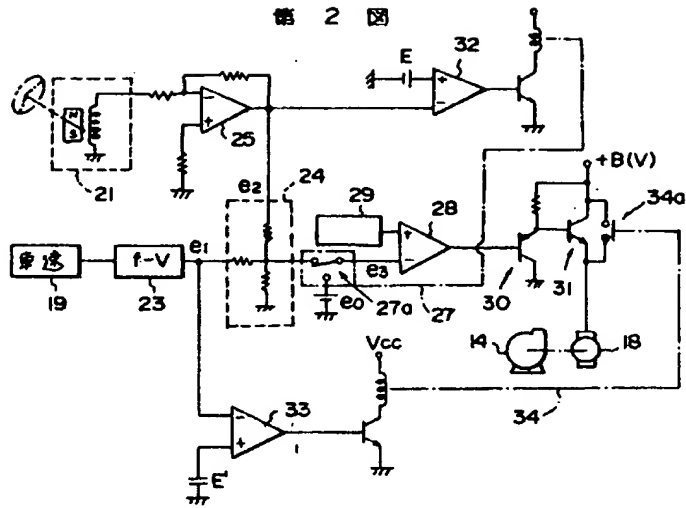 第 2 図
E
32
+
−
N
S
−
+
25
21
e2
24
29
+
−
28
+B(V)
34a
車速
19
f-V
23
e1
e3
e0
27a
27
30
31
14
18
Vcc
−
+
33
34
E'